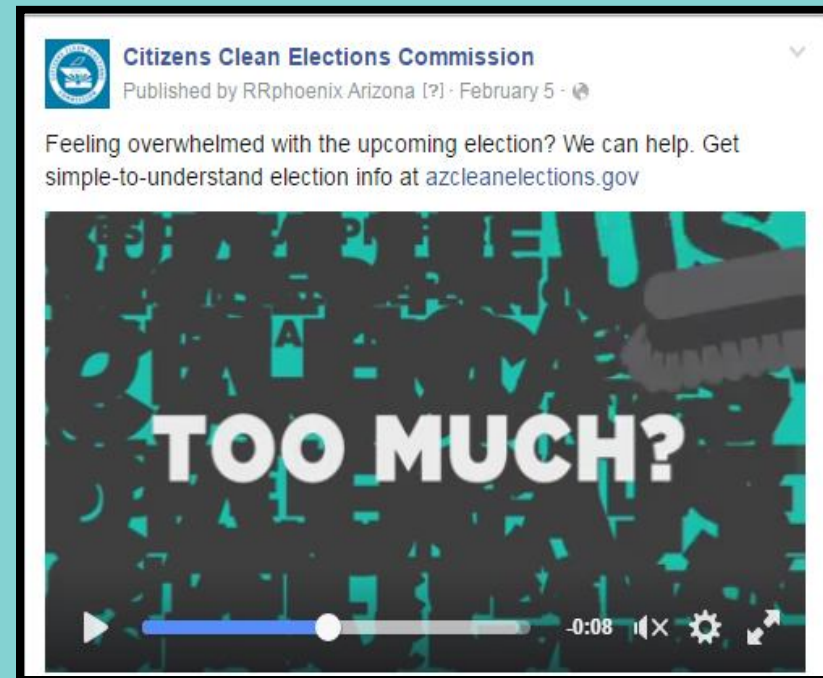 Citizens Clean Elections Commission
Published by RRphoenix Arizona [?] · February 5 ·
Feeling overwhelmed with the upcoming election? We can help. Get
simple-to-understand election info at azcleanelections.gov
A
TOO MUCH?
-0:08